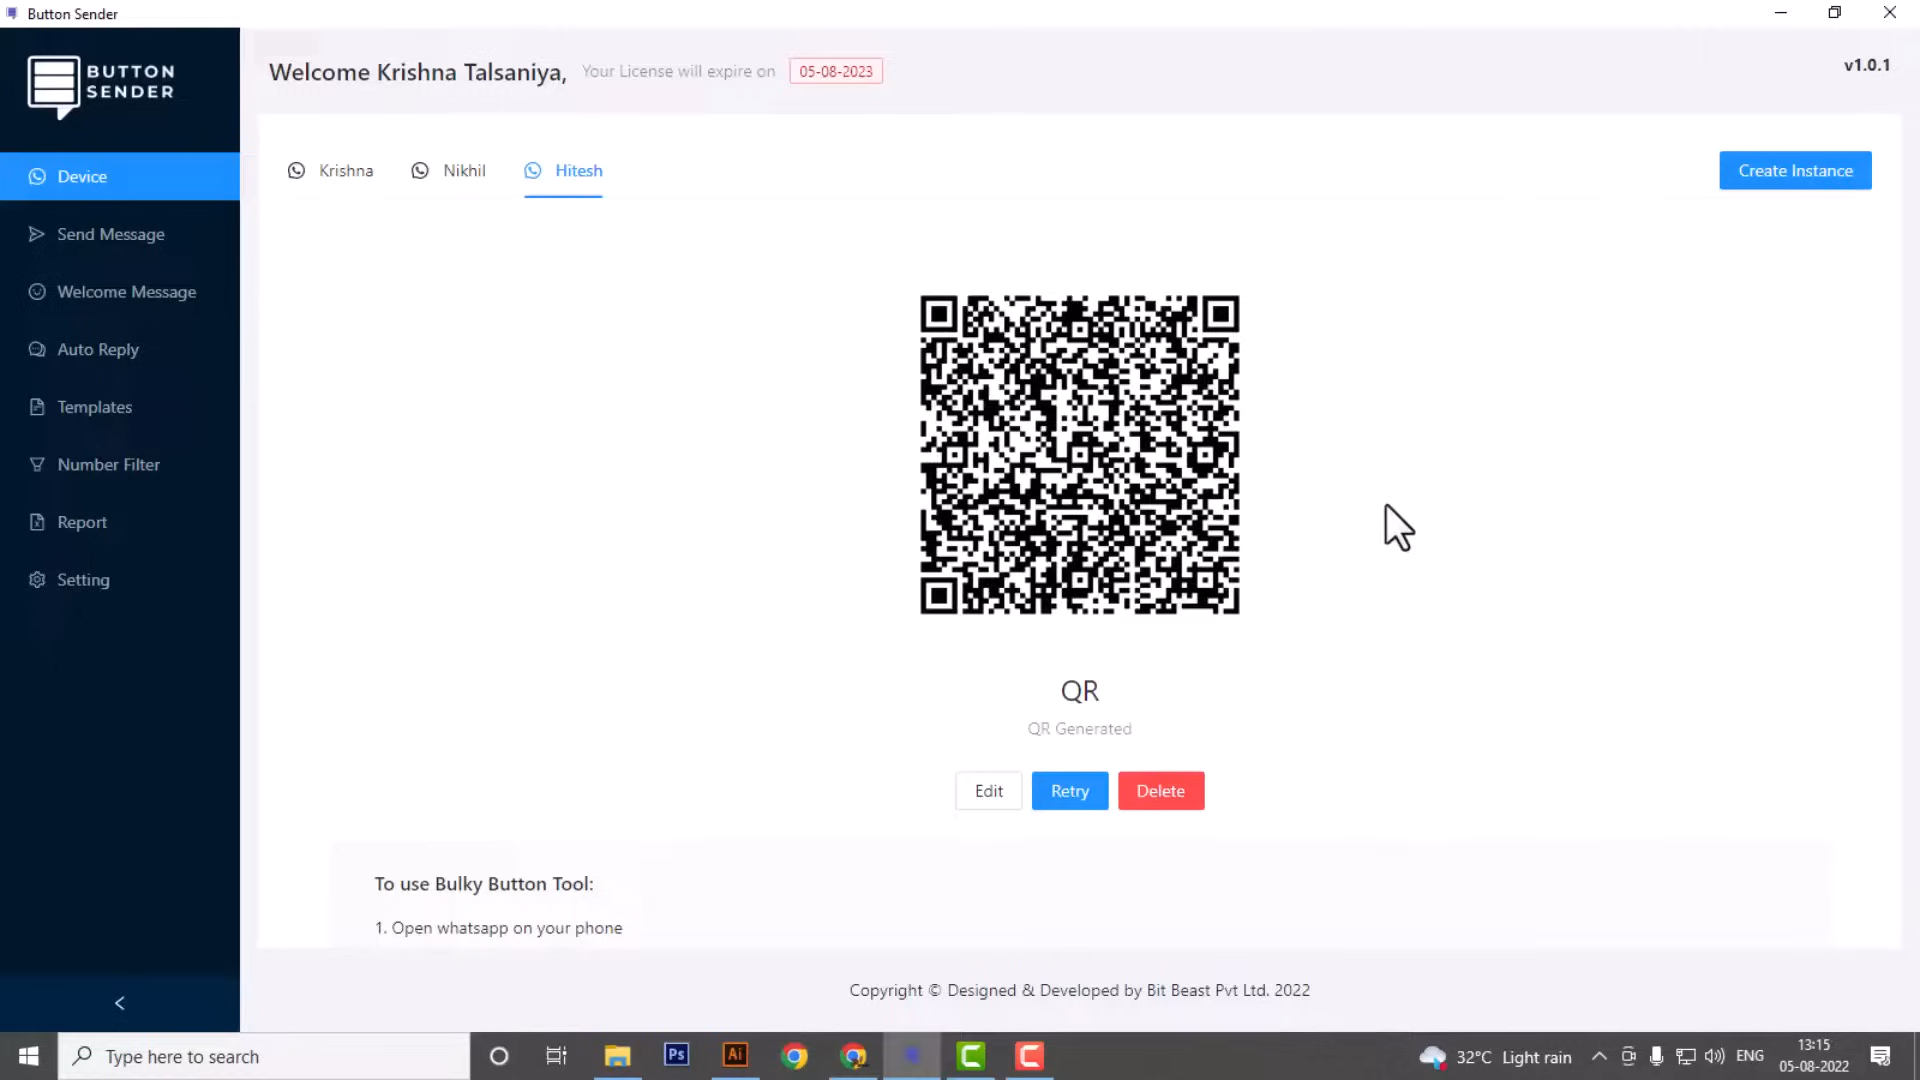 Button Sender
BUTTON
SENDER
Welcome Krishna Talsaniya, Your License will expire on 05-08-2023
v1.0.1
Krishna Nikhil Hitesh
Create Instance
Device
Send Message
Welcome Message
Auto Reply
Templates
Number Filter
Report
Setting
QR
QR Generated
Edit Retry Delete
To use Bulky Button Tool:
1. Open whatsapp on your phone
Copyright © Designed & Developed by Bit Beast Pvt Ltd. 2022
Type here to search
Ps
Ai
32°C Light rain
ENG
13:15
05-08-2022